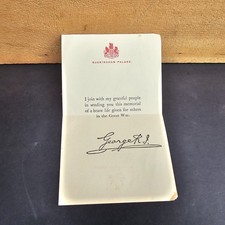 BUCKINGHAM PALACE
I join with my grateful people
in sending you this memorial
of a brave life given for others
in the Great War.
George R.I.